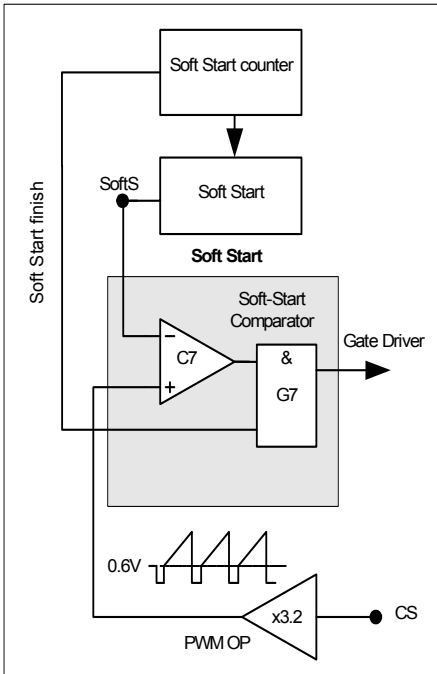 Soft Start counter
SoftS
Soft Start
Soft Start finish
Soft Start
Soft-Start
Comparator
Gate Driver
−
C7
+
&
G7
0.6V
x3.2
CS
PWM OP